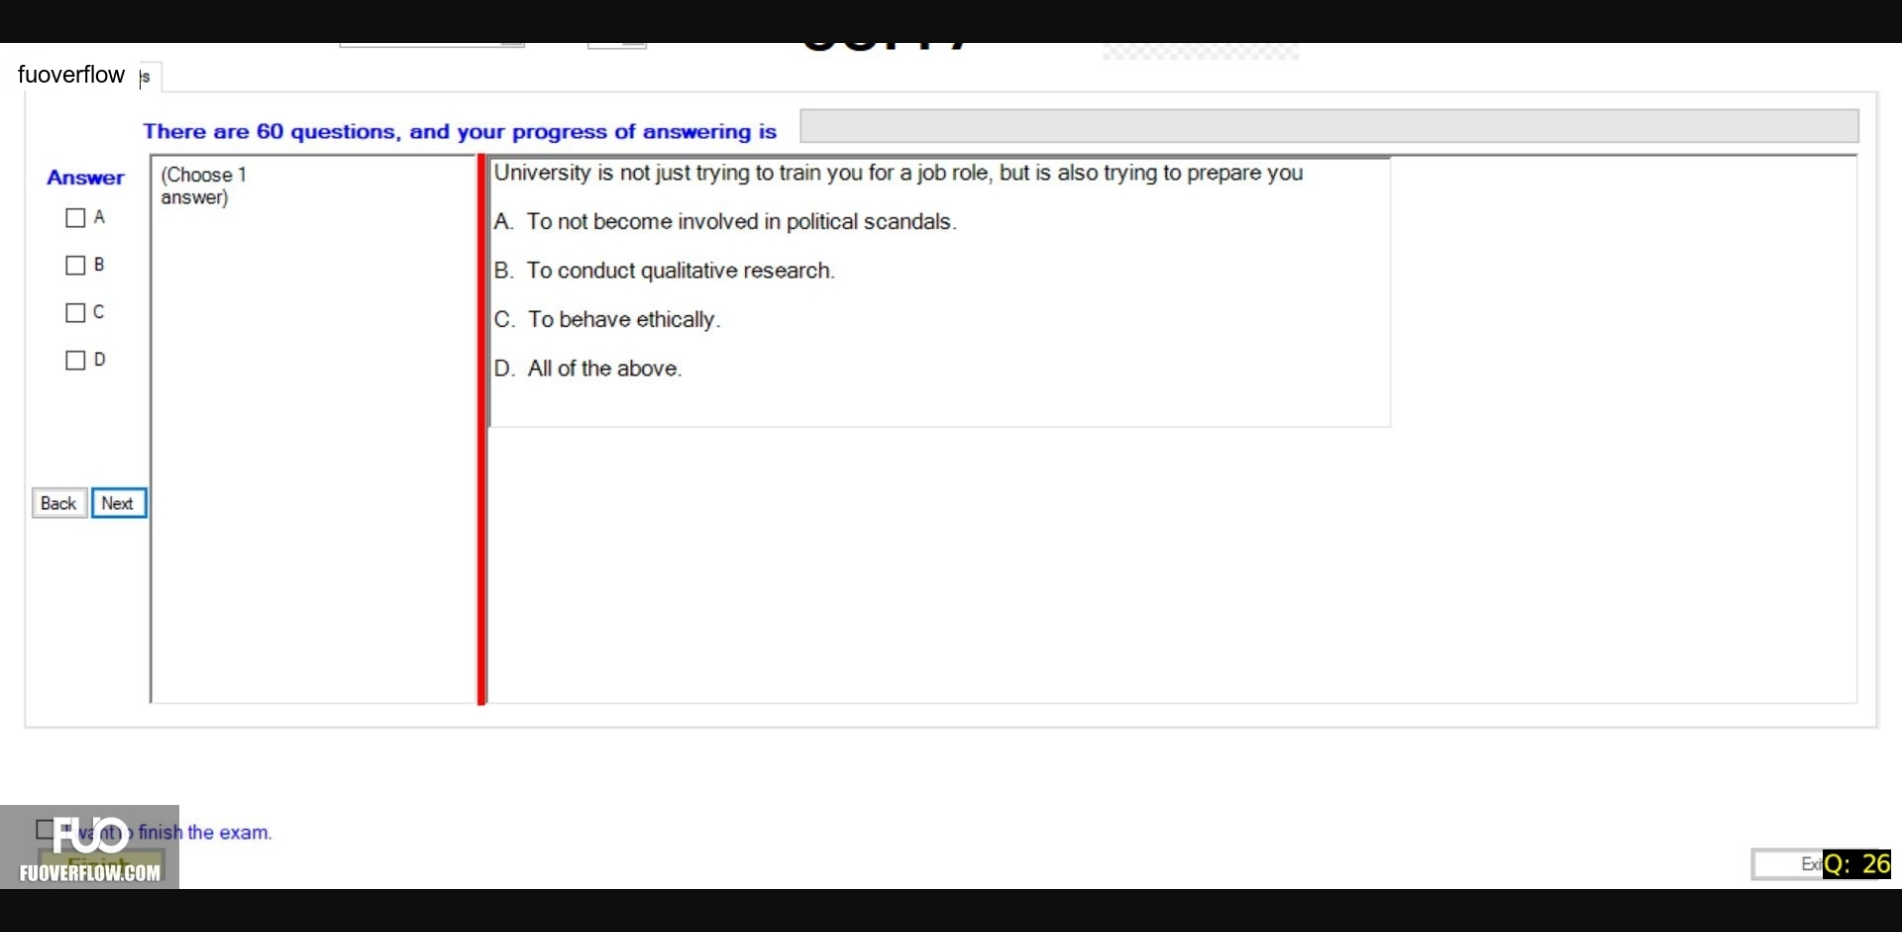 fuoverflow
There are 60 questions, and your progress of answering is
Answer
(Choose 1
answer)
A
B
C
D
University is not just trying to train you for a job role, but is also trying to prepare you
A. To not become involved in political scandals.
B. To conduct qualitative research.
C. To behave ethically.
D. All of the above.
Back
Next
want to finish the exam.
FUO
FUOVERFLOW.COM
Q: 26